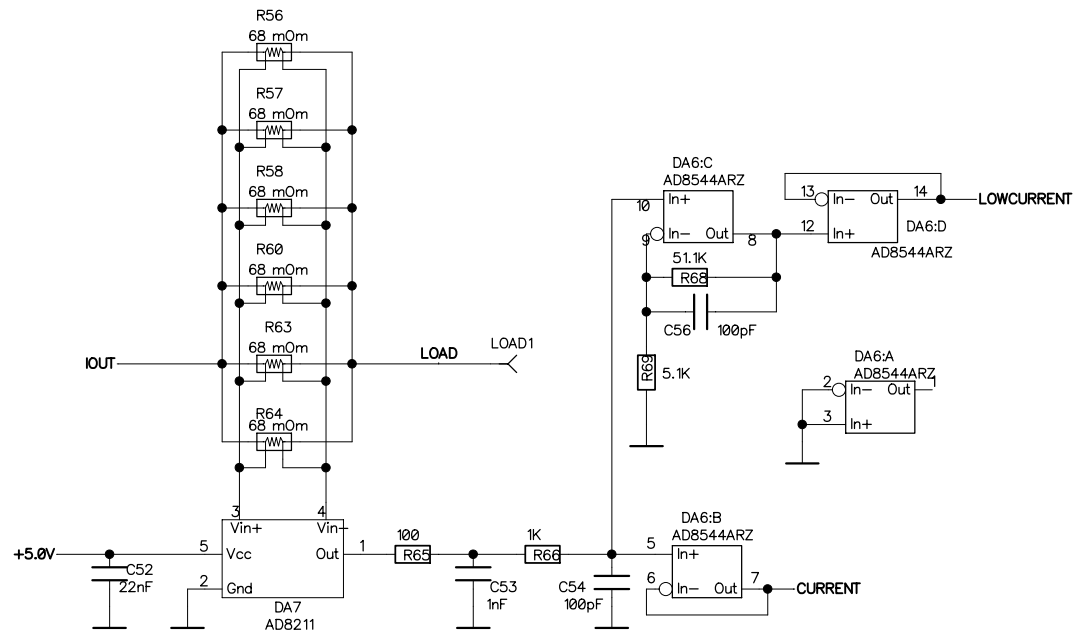 R56
68 mOm
R57
68 mOm
R58
68 mOm
R60
68 mOm
R63
68 mOm
R64
68 mOm
IOUT
LOAD
LOAD1
3
4
Vin+
Vin-
+5.0V
5
Vcc
Out
1
2
Gnd
C52
22nF
DA7
AD8211
100
R65
C53
1nF
1K
R66
C54
100pF
DA6:B
AD8544ARZ
5
In+
6
In-
Out
7
CURRENT
DA6:C
AD8544ARZ
10
In+
9
In-
Out
8
51.1K
R68
C56
100pF
R69
5.1K
13
In-
Out
14
LOWCURRENT
12
In+
DA6:D
AD8544ARZ
DA6:A
AD8544ARZ
2
In-
Out
1
3
In+